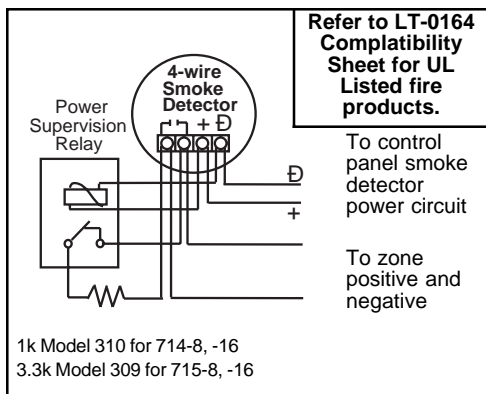 Refer to LT-0164
Complatibility
Sheet for UL
Listed fire
products.
4-wire
Smoke
Detector
+ Đ
Power
Supervision
Relay
To control
panel smoke
detector
power circuit
Đ
+
To zone
positive and
negative
1k Model 310 for 714-8, -16
3.3k Model 309 for 715-8, -16